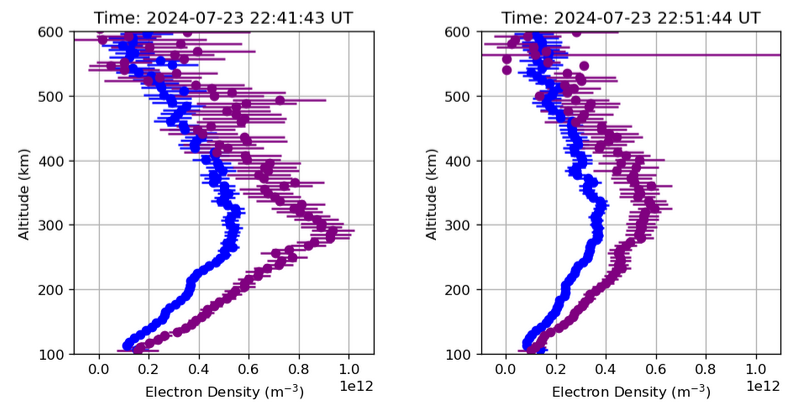 Time: 2024-07-23 22:41:43 UT
600
500
400
300
200
100
Altitude (km)
0.0 0.2 0.4 0.6 0.8 1.0
1e12
Electron Density (m⁻³)
Time: 2024-07-23 22:51:44 UT
600
500
400
300
200
100
Altitude (km)
0.0 0.2 0.4 0.6 0.8 1.0
1e12
Electron Density (m⁻³)